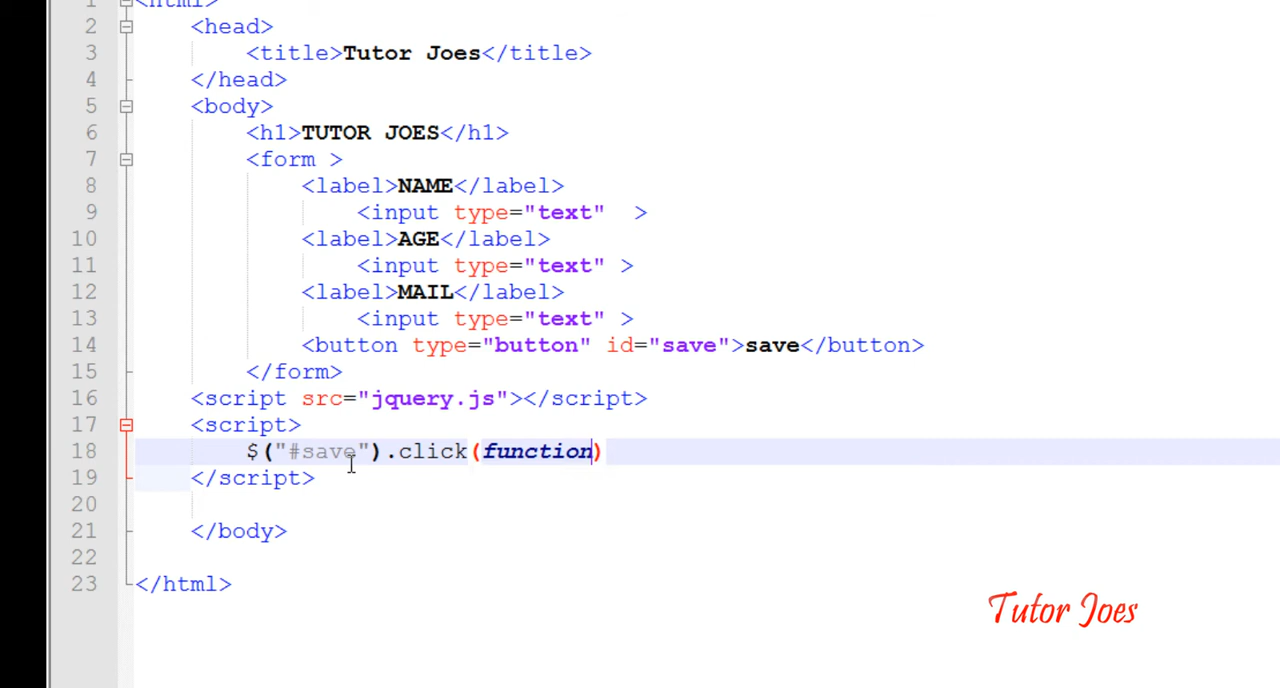 1 <html>
2 <head>
3 <title>Tutor Joes</title>
4 </head>
5 <body>
6 <h1>TUTOR JOES</h1>
7 <form >
8 <label>NAME</label>
9 <input type="text"  >
10 <label>AGE</label>
11 <input type="text" >
12 <label>MAIL</label>
13 <input type="text" >
14 <button type="button" id="save">save</button>
15 </form>
16 <script src="jquery.js"></script>
17 <script>
18 $("#save").click(function)
19 </script>
20
21 </body>
22
23 </html>
Tutor Joes